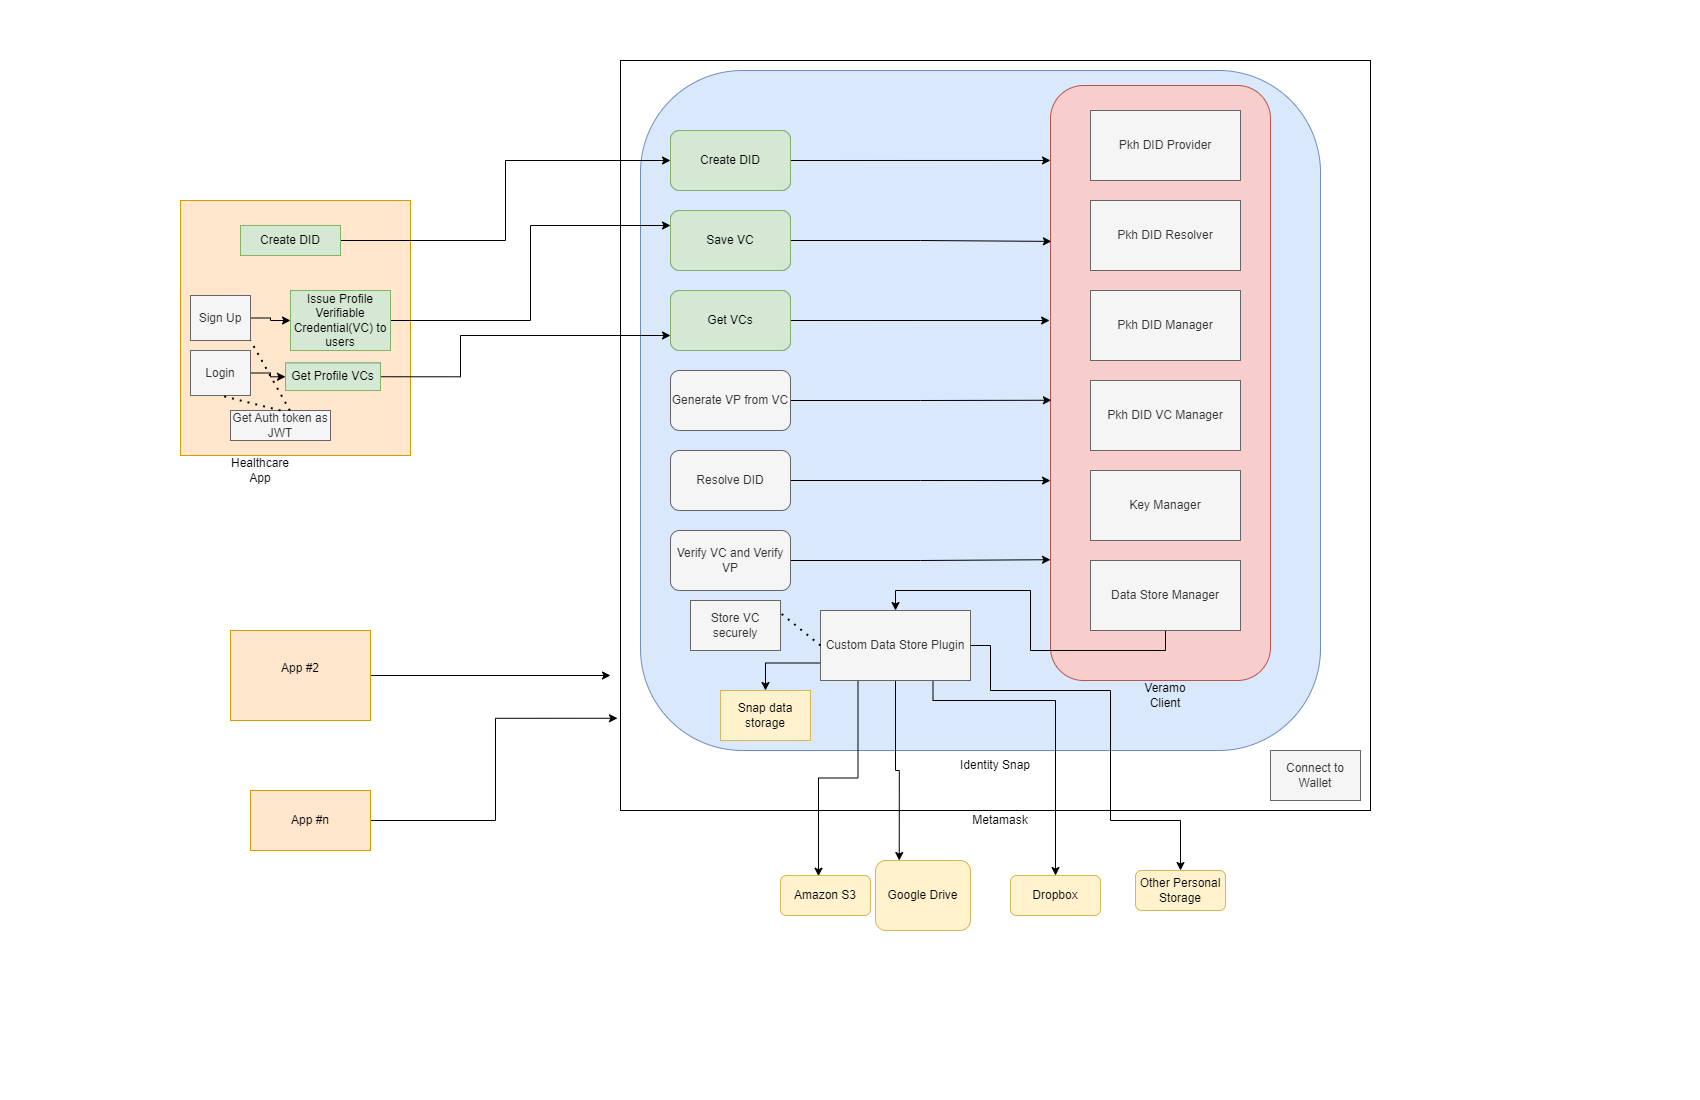 Create DID
Sign Up
Issue Profile
Verifiable
Credential(VC) to
users
Login
Get Profile VCs
Get Auth token as
JWT
Healthcare
App
App #2
App #n
Create DID
Save VC
Get VCs
Generate VP from VC
Resolve DID
Verify VC and Verify
VP
Store VC
securely
Custom Data Store Plugin
Snap data
storage
Pkh DID Provider
Pkh DID Resolver
Pkh DID Manager
Pkh DID VC Manager
Key Manager
Data Store Manager
Veramo
Client
Identity Snap
Connect to
Wallet
Metamask
Amazon S3
Google Drive
Dropbox
Other Personal
Storage